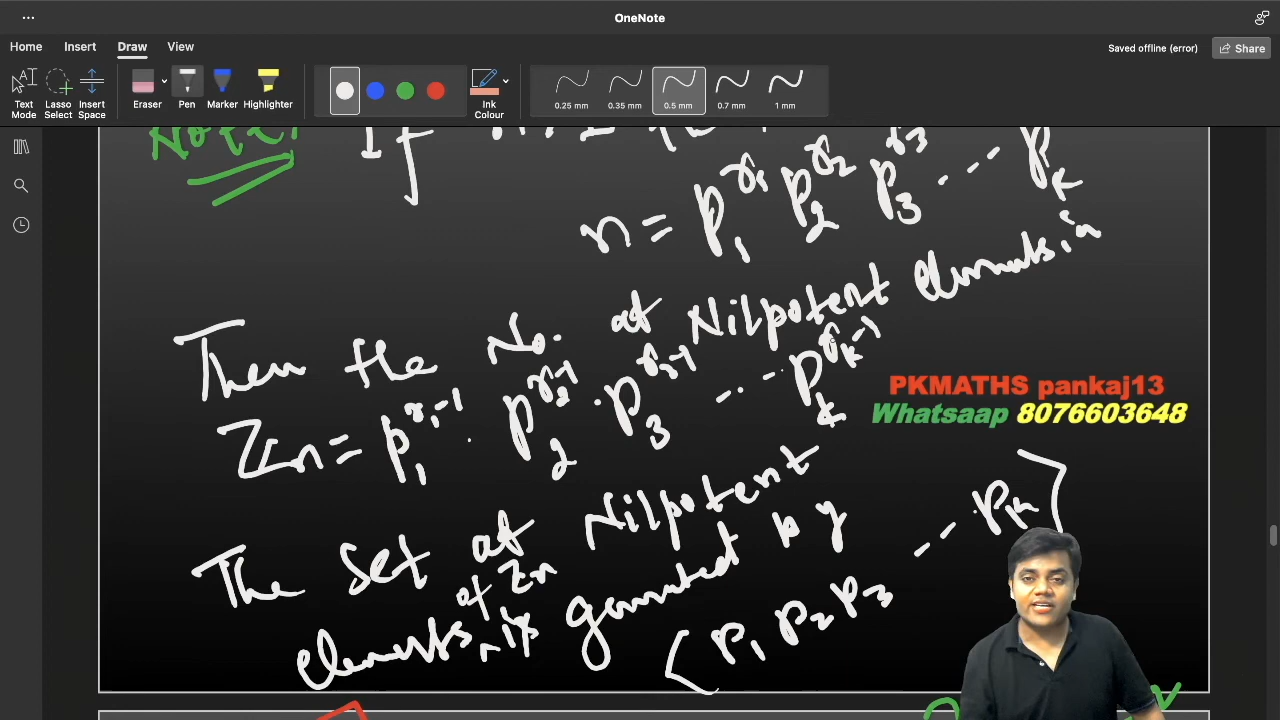 OneNote
Home Insert Draw View
Saved offline (error)
Share
Text Mode
Lasso Select
Insert Space
Eraser
Pen
Marker
Highlighter
Ink Colour
0.25 mm
0.35 mm
0.5 mm
0.7 mm
1 mm
Note: If
n = p₁^r₁ p₂^r₂ p₃^r₃ ... pₖ
Then the No. of Nilpotent elements in
Zn = p₁^r₁-1 . p₂^r₂-1 . p₃^r₃-1 ... pₖ^rₖ-1
PKMATHS pankaj13
Whatsaap 8076603648
The set of Nilpotent
elements of Zn is generated by
<p₁ p₂ p₃ ... pₖ>